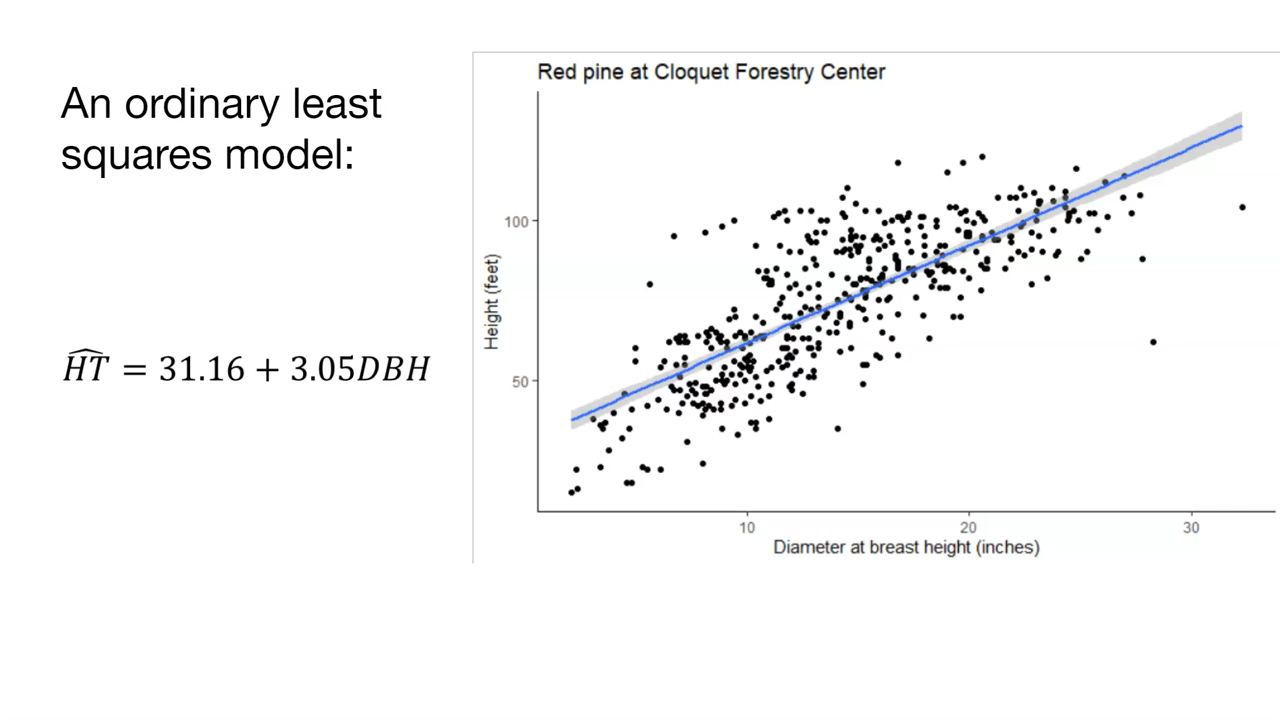 An ordinary least
squares model:
$\widehat{HT} = 31.16 + 3.05DBH$
Red pine at Cloquet Forestry Center
100
50
Height (feet)
10 20 30
Diameter at breast height (inches)